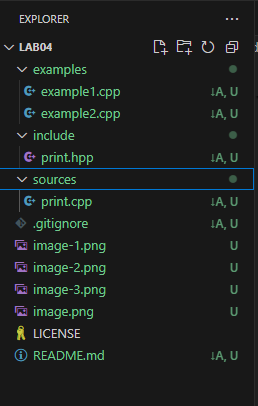 EXPLORER ...
LAB04
examples
example1.cpp ↓A, U
example2.cpp ↓A, U
include
print.hpp ↓A, U
sources
print.cpp ↓A, U
.gitignore ↓A, U
image-1.png U
image-2.png U
image-3.png U
image.png U
LICENSE
README.md ↓A, U